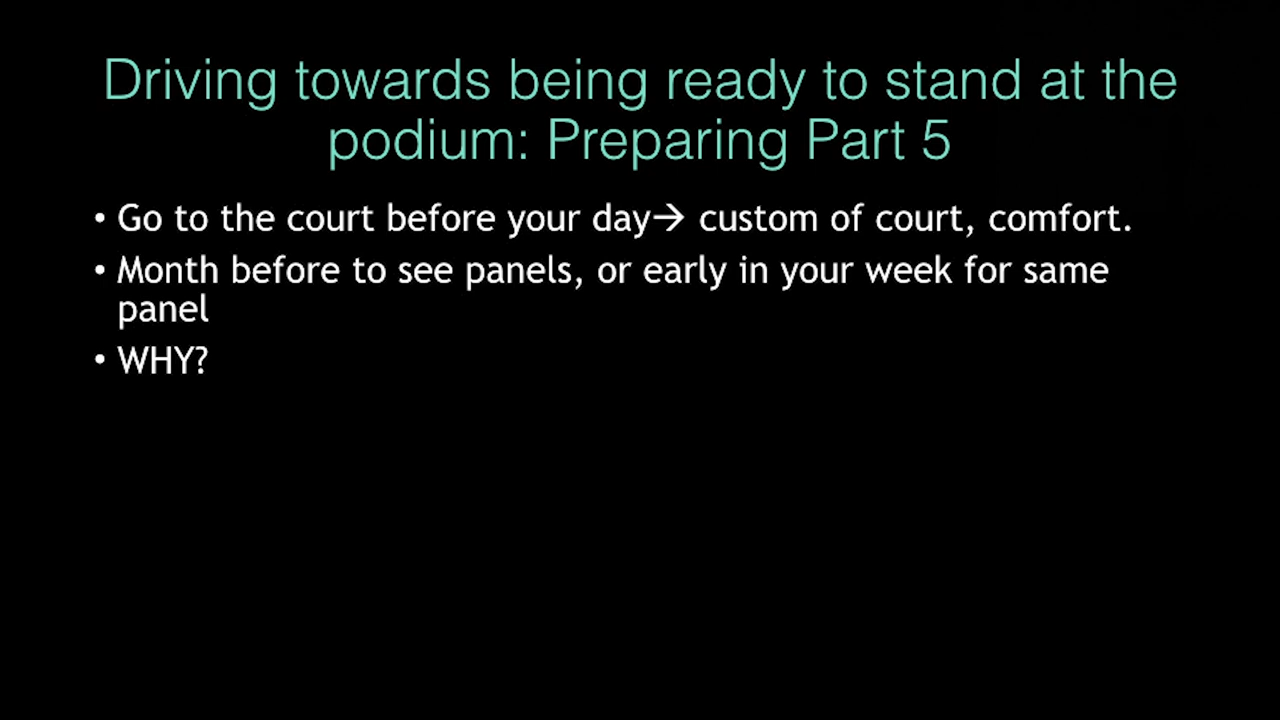 Driving towards being ready to stand at the
podium: Preparing Part 5
• Go to the court before your day→ custom of court, comfort.
• Month before to see panels, or early in your week for same
panel
• WHY?